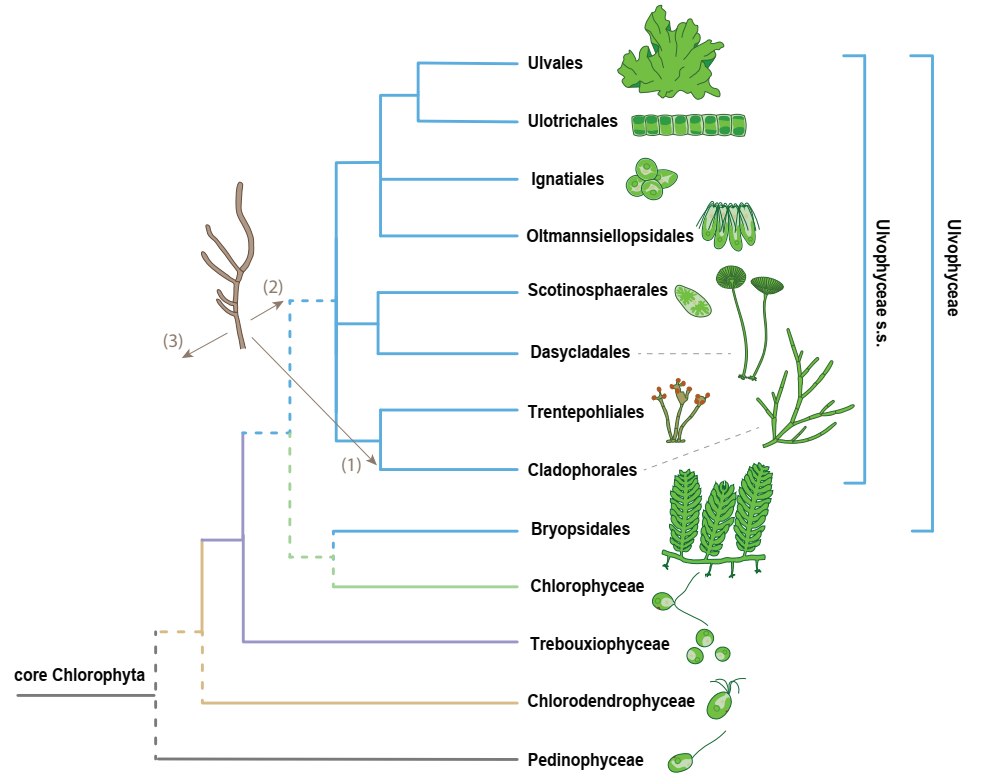 Ulvales
Ulotrichales
Ignatiales
Oltmannsiellopsidales
Scotinosphaerales
Dasycladales
Trentepohliales
Cladophorales
Bryopsidales
Chlorophyceae
Trebouxiophyceae
Chlorodendrophyceae
Pedinophyceae
core Chlorophyta
(1)
(2)
(3)
Ulvophyceae s.s.
Ulvophyceae